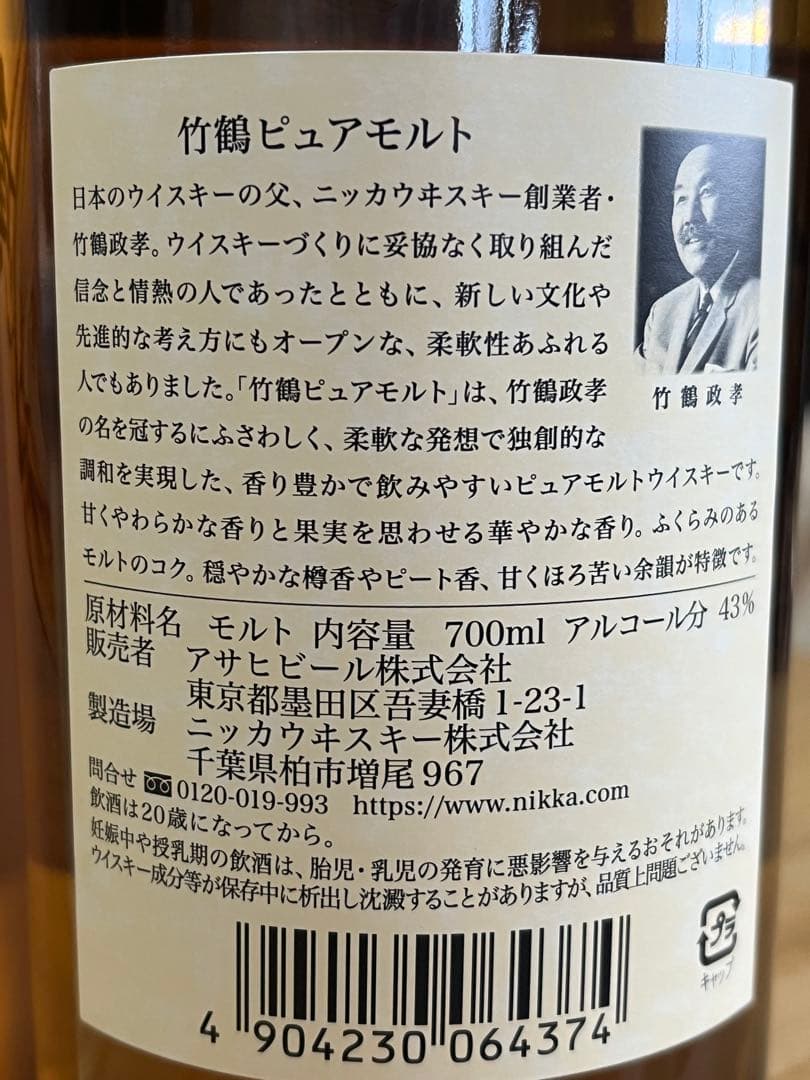 竹鶴ピュアモルト
日本のウイスキーの父、ニッカウヰスキー創業者・
竹鶴政孝。ウイスキーづくりに妥協なく取り組んだ
信念と情熱の人であったとともに、新しい文化や
先進的な考え方にもオープンな、柔軟性あふれる
人でもありました。「竹鶴ピュアモルト」は、竹鶴政孝
の名を冠するにふさわしく、柔軟な発想で独創的な
調和を実現した、香り豊かで飲みやすいピュアモルトウイスキーです。
甘くやわらかな香りと果実を思わせる華やかな香り。ふくらみのある
モルトのコク。穏やかな樽香やピート香、甘くほろ苦い余韻が特徴です。
竹鶴政孝
原材料名 モルト 内容量 700ml アルコール分 43%
販売者 アサヒビール株式会社
東京都墨田区吾妻橋1-23-1
製造場 ニッカウヰスキー株式会社
千葉県柏市増尾967
問合せ 0120-019-993 https://www.nikka.com
飲酒は20歳になってから。
妊娠中や授乳期の飲酒は、胎児・乳児の発育に悪影響を与えるおそれがあります。
ウイスキー成分等が保存中に析出し沈澱することがありますが、品質上問題ございません。
プラ
キャップ
4 904230 064374